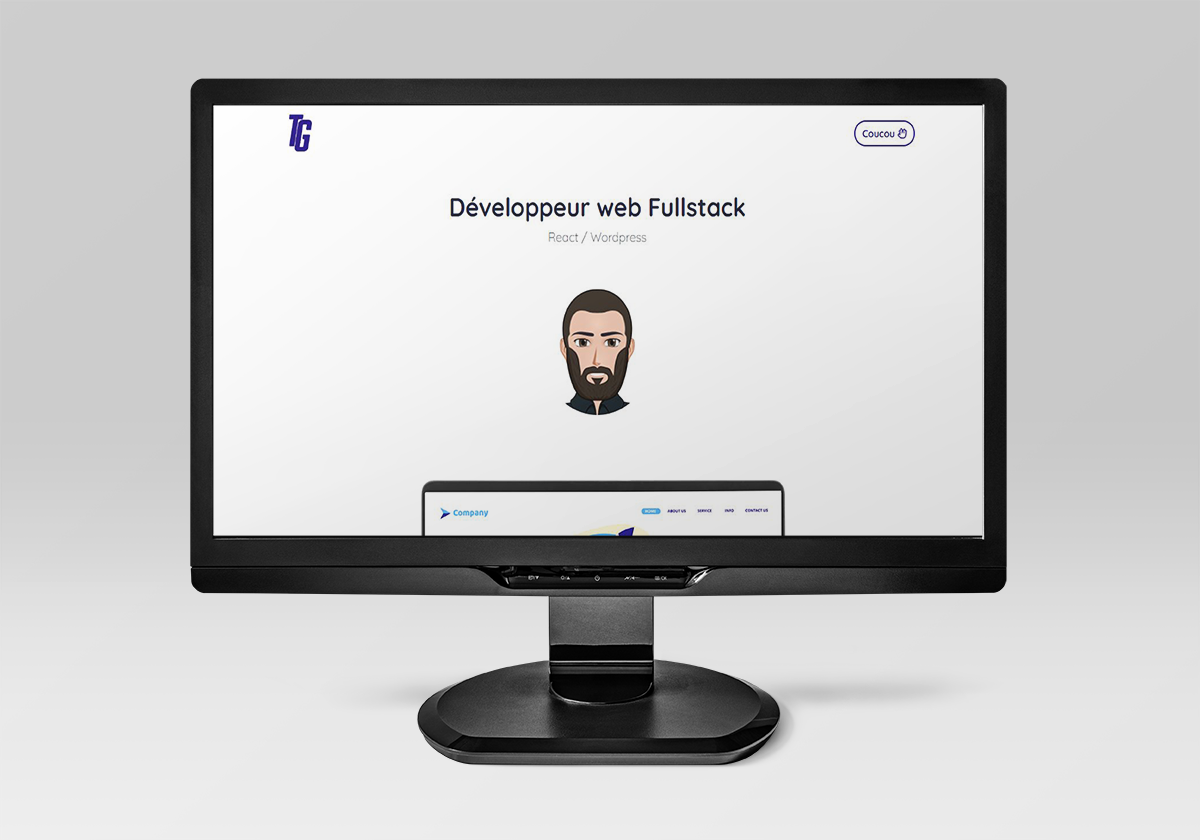 TG
Coucou
Développeur web Fullstack
React / Wordpress
Company
HOME
ABOUT US
SERVICE
INFO
CONTACT US